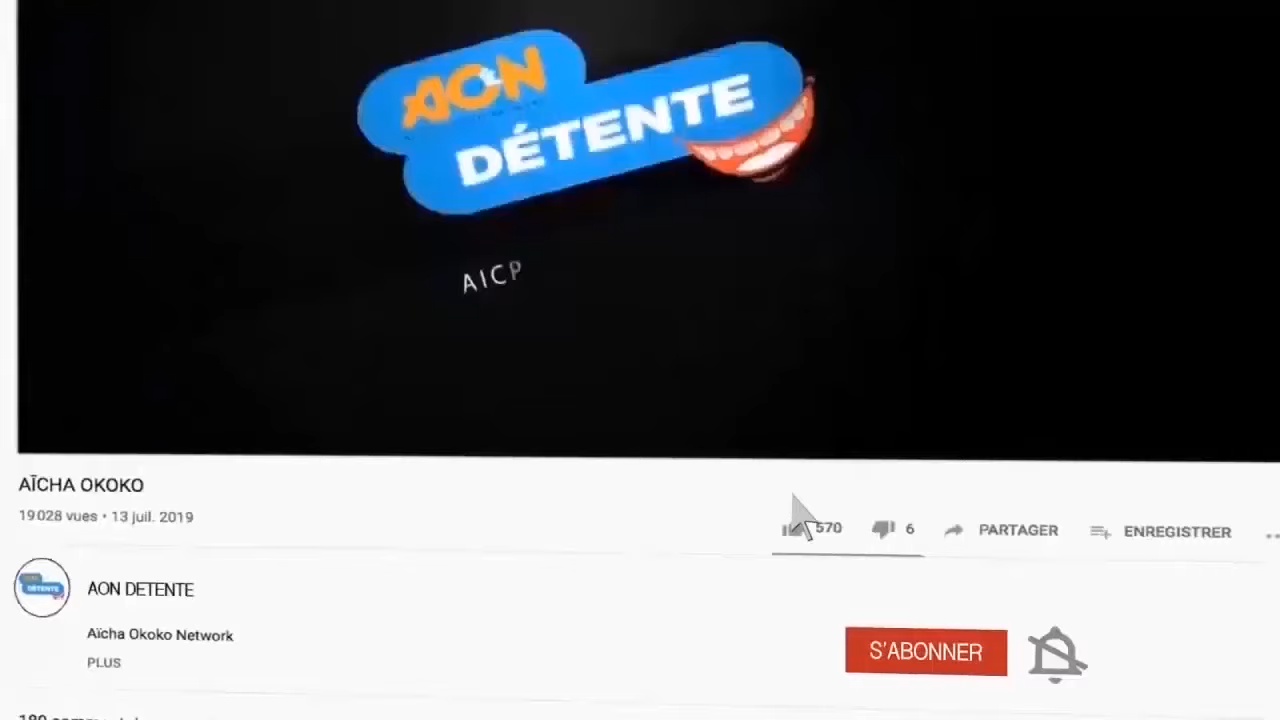 AON
DÉTENTE
AICP
AÏCHA OKOKO
19 028 vues • 13 juil. 2019
570
6
PARTAGER
ENREGISTRER
AON DETENTE
Aïcha Okoko Network
PLUS
S'ABONNER